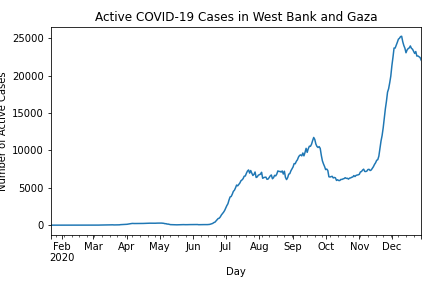 Active COVID-19 Cases in West Bank and Gaza
Number of Active Cases
25000
20000
15000
10000
5000
0
Feb Mar Apr May Jun Jul Aug Sep Oct Nov Dec
2020
Day